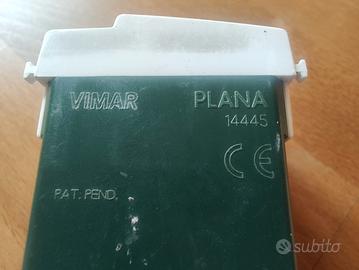 VIMAR PLANA
14445
CE
PAT. PEND.
subito